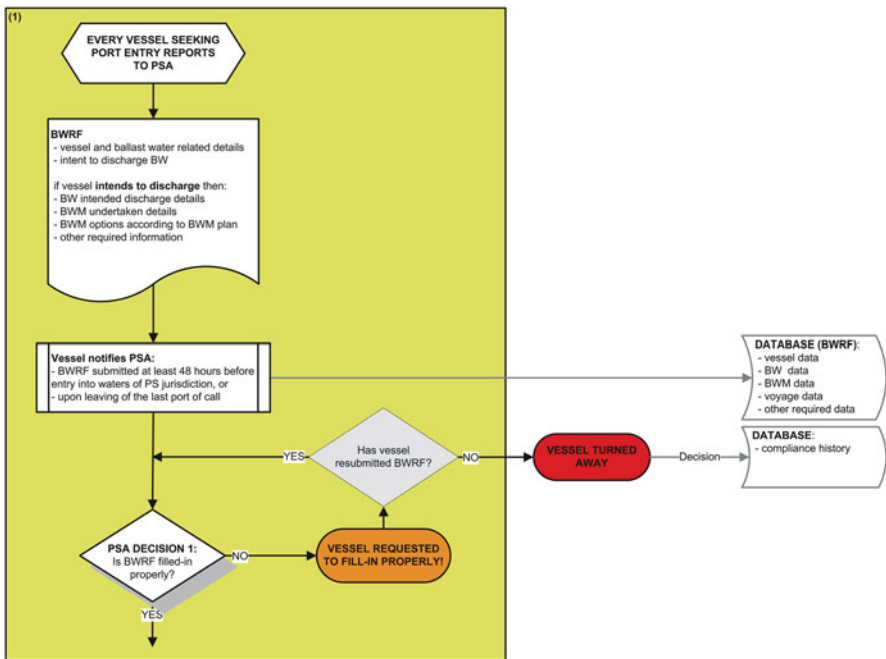 (1)
EVERY VESSEL SEEKING
PORT ENTRY REPORTS
TO PSA
BWRF
- vessel and ballast water related details
- intent to discharge BW
if vessel intends to discharge then:
- BW intended discharge details
- BWM undertaken details
- BWM options according to BWM plan
- other required information
Vessel notifies PSA:
- BWRF submitted at least 48 hours before
entry into waters of PS jurisdiction, or
- upon leaving of the last port of call
DATABASE (BWRF):
- vessel data
- BW data
- BWM data
- voyage data
- other required data
YES
Has vessel
resubmitted BWRF?
NO
VESSEL TURNED
AWAY
Decision
DATABASE:
- compliance history
PSA DECISION 1:
Is BWRF filled-in
properly?
NO
VESSEL REQUESTED
TO FILL-IN PROPERLY!
YES